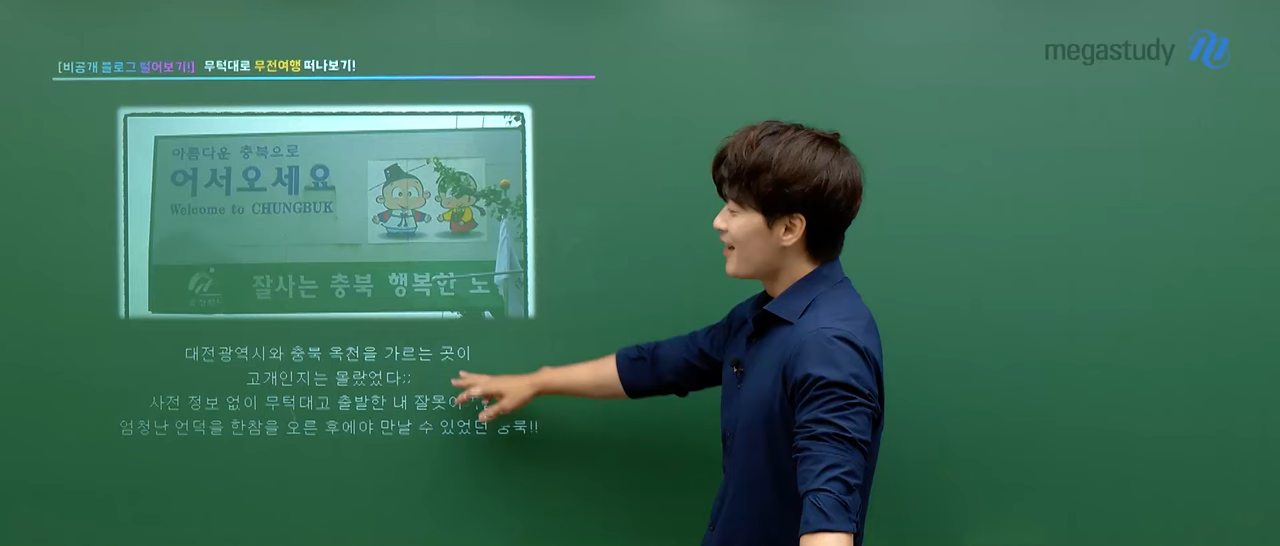 megastudy
[비공개 블로그 털어보기!] 무턱대로 무전여행 떠나보기!
아름다운 충북으로
어서오세요
Welcome to CHUNGBUK
잘사는 충북 행복한
대전광역시와 충북 옥천을 가르는 곳이
고개인지는 몰랐었다;;
사전 정보 없이 무턱대고 출발한 내
엄청난 언덕을 한참을 오른 후에야 만날 수 있었던 충북!!